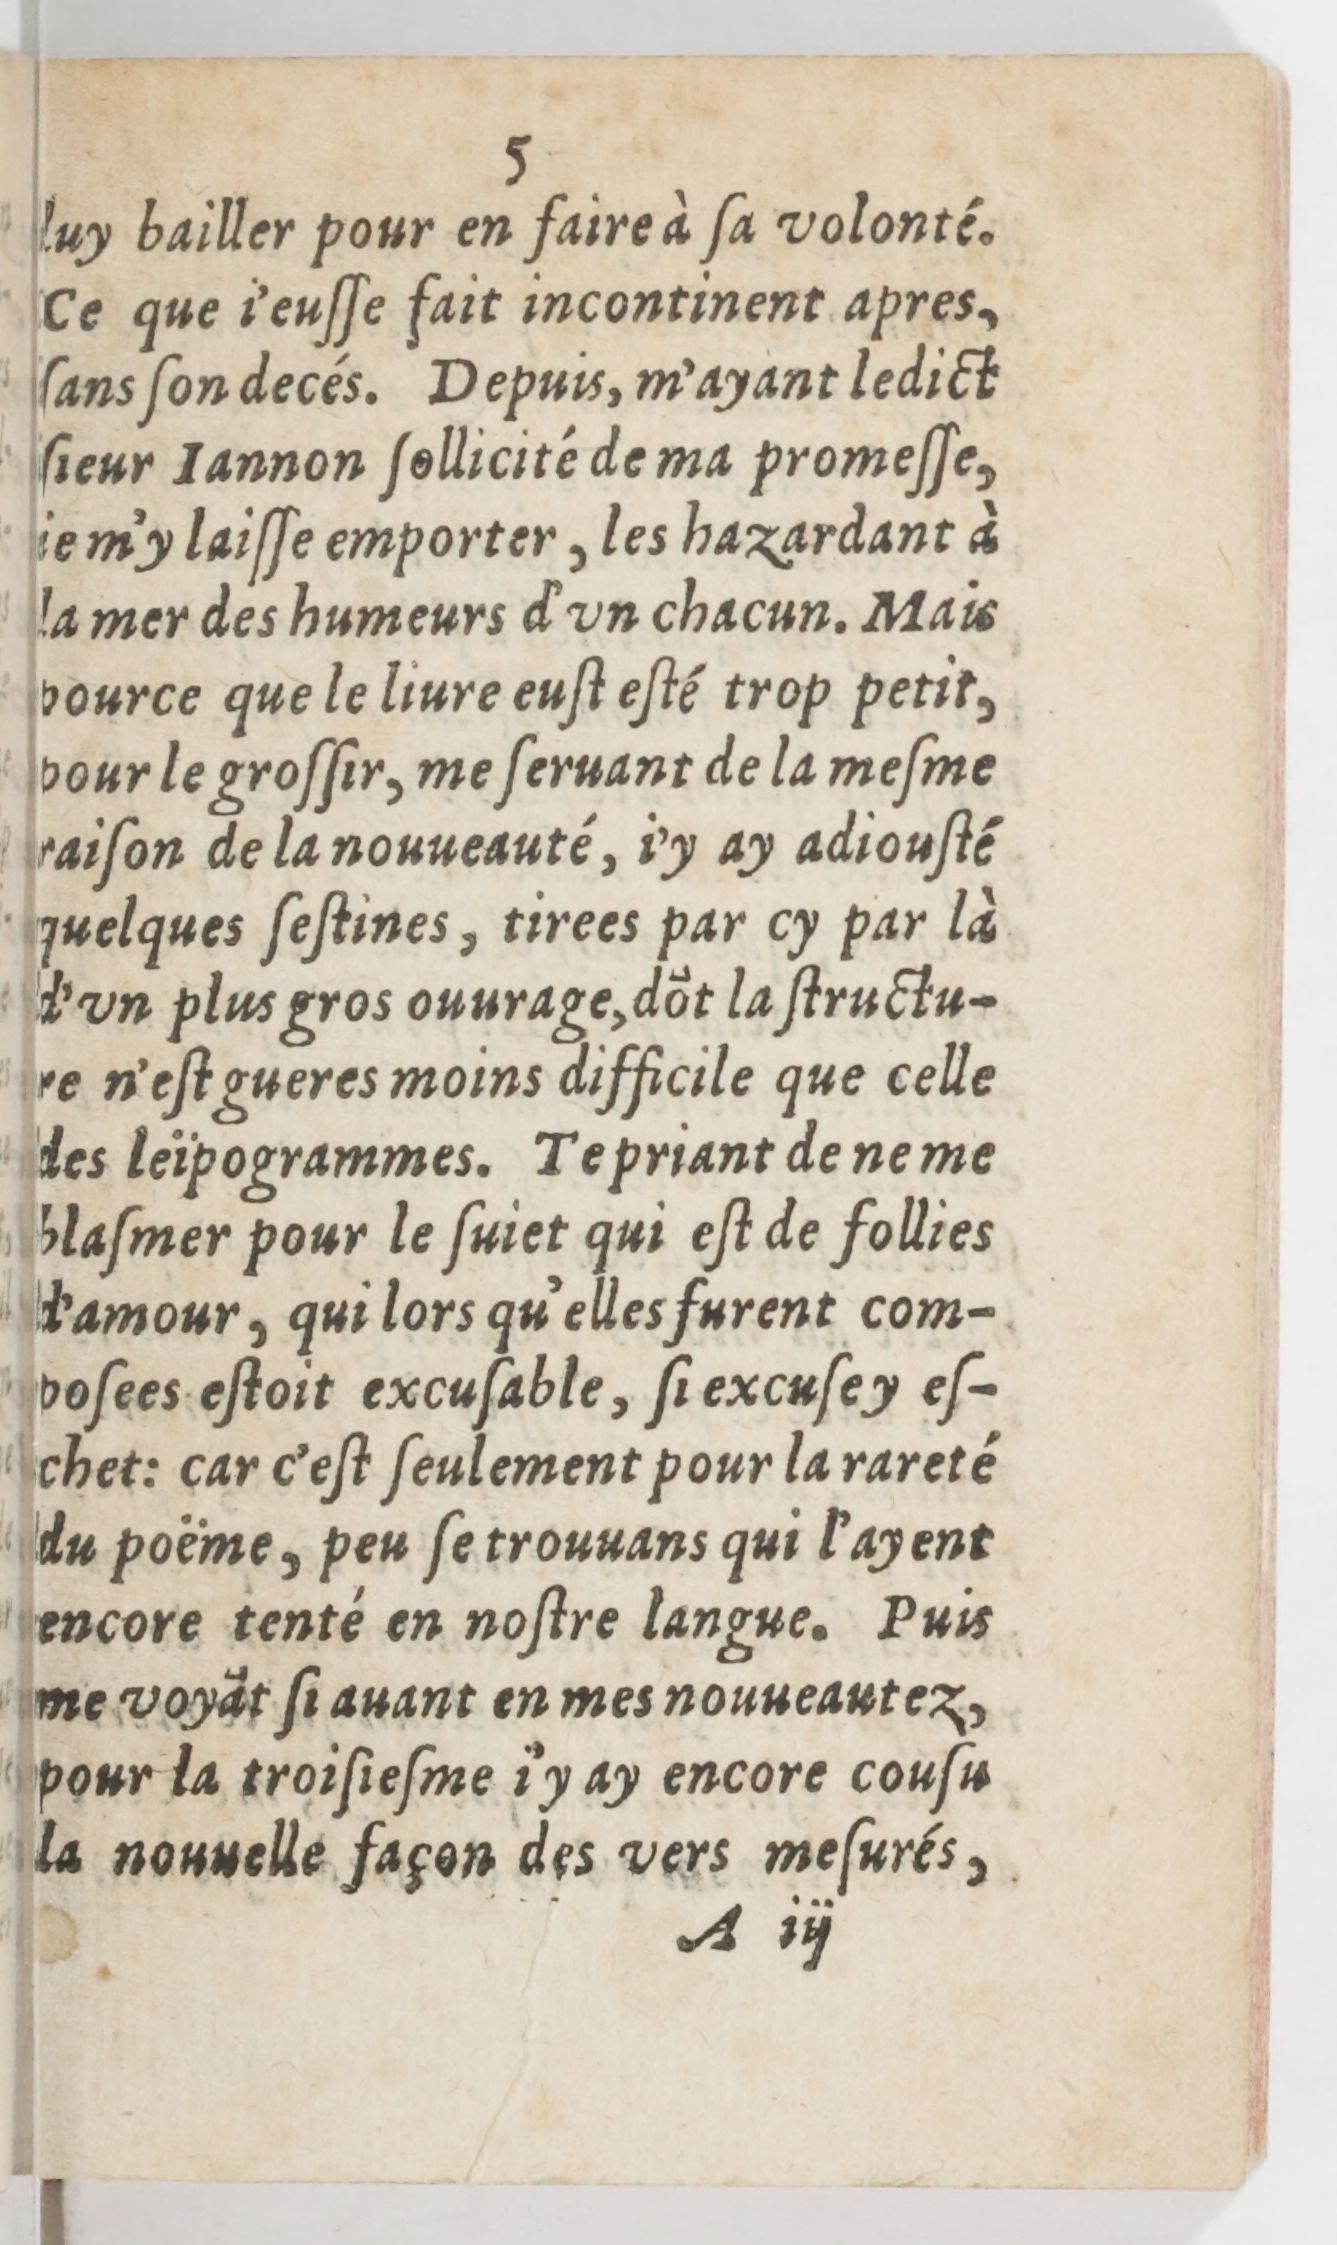 5
luy bailler pour en faire à ſa volonté.
Ce que i'euſſe fait incontinent apres,
ſans ſon decés. Depuis, m'ayant ledict
ſieur Iannon ſollicité de ma promeſſe,
ie m'y laiſſe emporter, les hazardant à
la mer des humeurs d'vn chacun. Mais
pource que le liure euſt eſté trop petit,
pour le groſſir, me ſeruant de la meſme
raiſon de la nouueauté, i'y ay adiouſté
quelques ſeſtines, tirees par cy par là
d'vn plus gros ouurage, dõt la ſtructu-
re n'eſt gueres moins difficile que celle
des leïpogrammes. Te priant de ne me
blaſmer pour le ſuiet qui eſt de follies
d'amour, qui lors qu'elles furent com-
poſees eſtoit excuſable, ſi excuſe y eſ-
chet: car c'eſt ſeulement pour la rareté
du poëme, peu ſe trouuans qui l'ayent
encore tenté en noſtre langue. Puis
me voyãt ſi auant en mes nouueautez,
pour la troiſieſme i'y ay encore couſu
la nouuelle façon des vers meſurés,
A iij